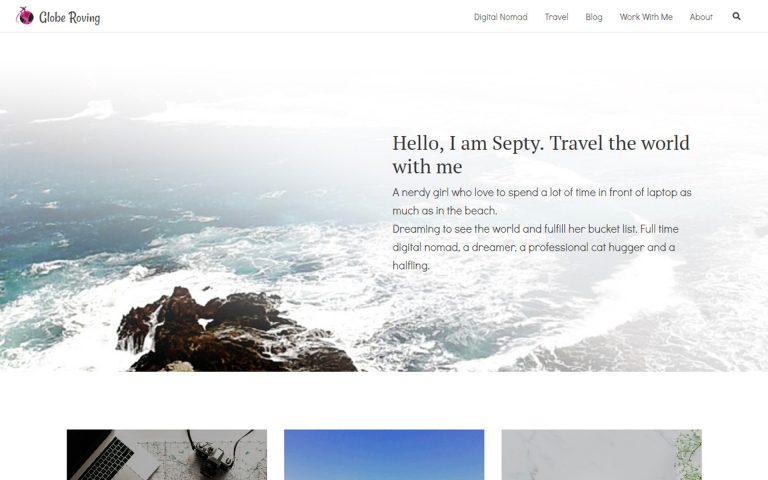 Globe Roving
Digital Nomad
Travel
Blog
Work With Me
About
Hello, I am Septy. Travel the world
with me
A nerdy girl who love to spend a lot of time in front of laptop as
much as in the beach.
Dreaming to see the world and fulfill her bucket list. Full time
digital nomad, a dreamer, a professional cat hugger and a
halfling.